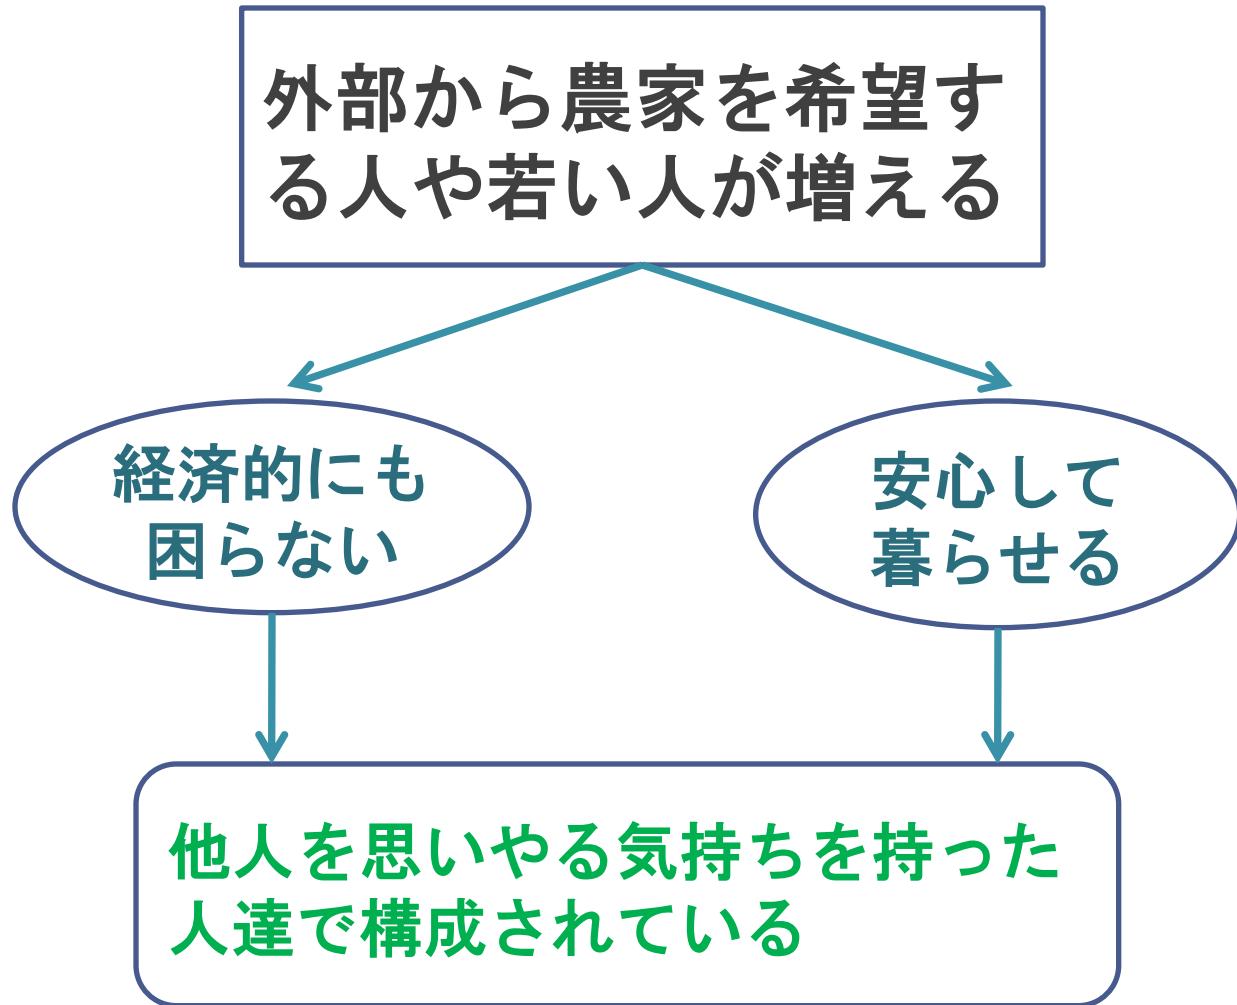 外部から農家を希望す
る人や若い人が増える
経済的にも
困らない
安心して
暮らせる
他人を思いやる気持ちを持った
人達で構成されている